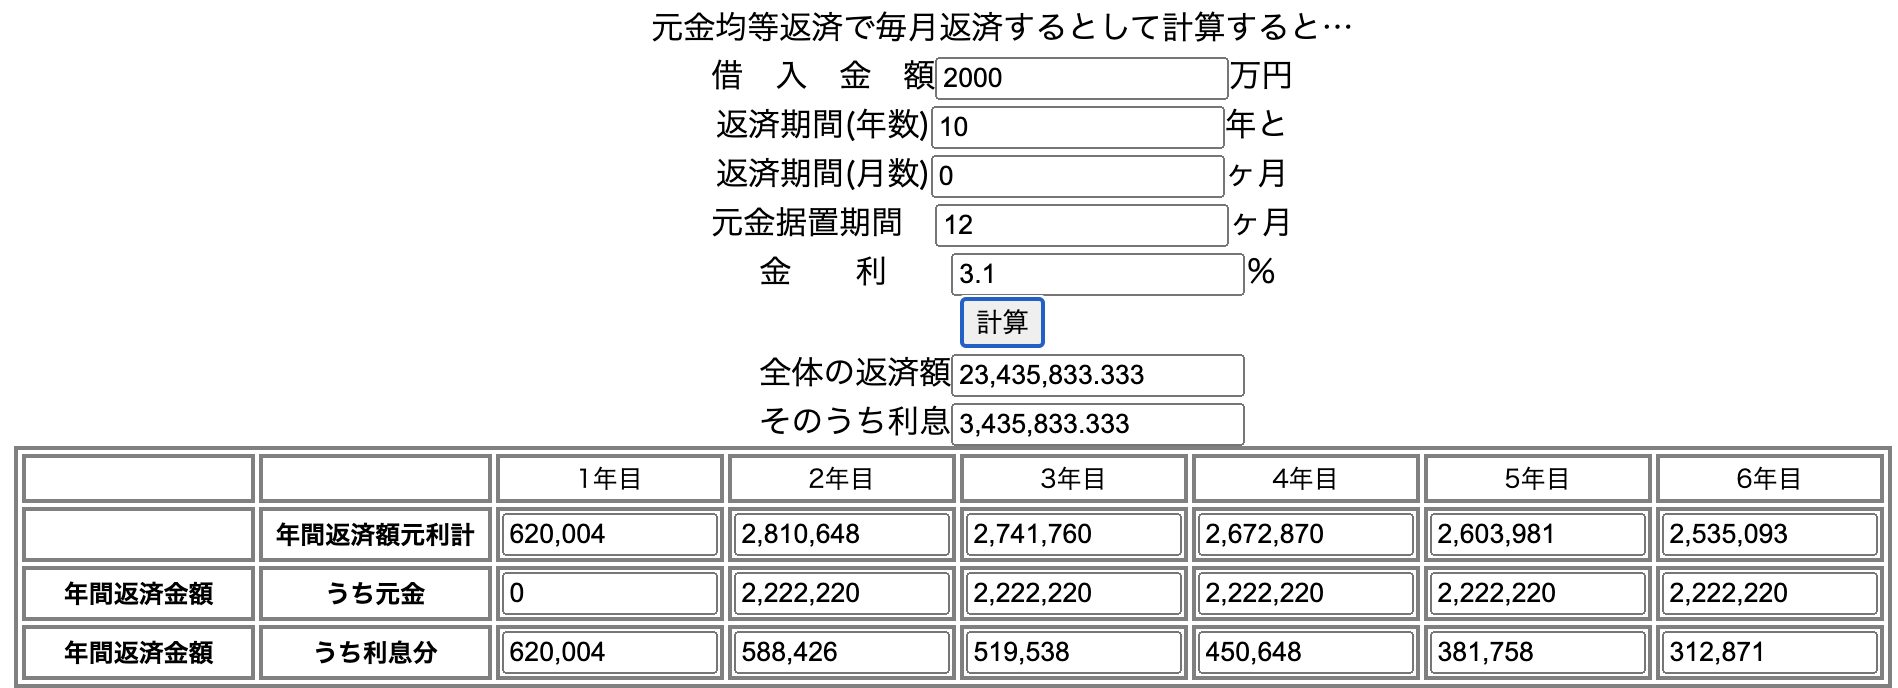 元金均等返済で毎月返済するとして計算すると…
借　入　金　額 2000 万円
返済期間(年数) 10 年と
返済期間(月数) 0 ヶ月
元金据置期間 12 ヶ月
金　　利 3.1 %
計算
全体の返済額 23,435,833.333
そのうち利息 3,435,833.333
1年目 2年目 3年目 4年目 5年目 6年目
年間返済額元利計 620,004 2,810,648 2,741,760 2,672,870 2,603,981 2,535,093
年間返済金額 うち元金 0 2,222,220 2,222,220 2,222,220 2,222,220 2,222,220
年間返済金額 うち利息分 620,004 588,426 519,538 450,648 381,758 312,871